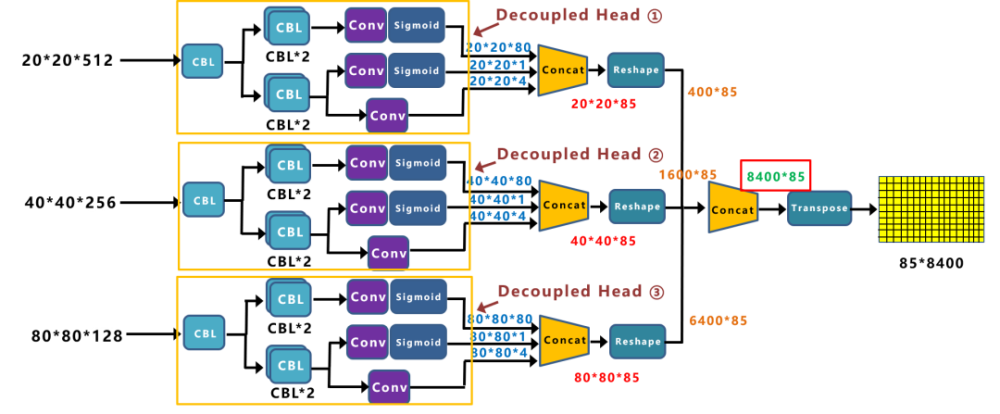 Decoupled Head ①
20*20*512
CBL
CBL
CBL*2
Conv
Sigmoid
20*20*80
CBL
CBL*2
Conv
Sigmoid
20*20*1
Conv
20*20*4
Concat
20*20*85
Reshape
400*85
Decoupled Head ②
40*40*256
CBL
CBL
CBL*2
Conv
Sigmoid
40*40*80
CBL
CBL*2
Conv
Sigmoid
40*40*1
Conv
40*40*4
Concat
40*40*85
Reshape
1600*85
Decoupled Head ③
80*80*128
CBL
CBL
CBL*2
Conv
Sigmoid
80*80*80
CBL
CBL*2
Conv
Sigmoid
80*80*1
Conv
80*80*4
Concat
80*80*85
Reshape
6400*85
Concat
8400*85
Transpose
85*8400